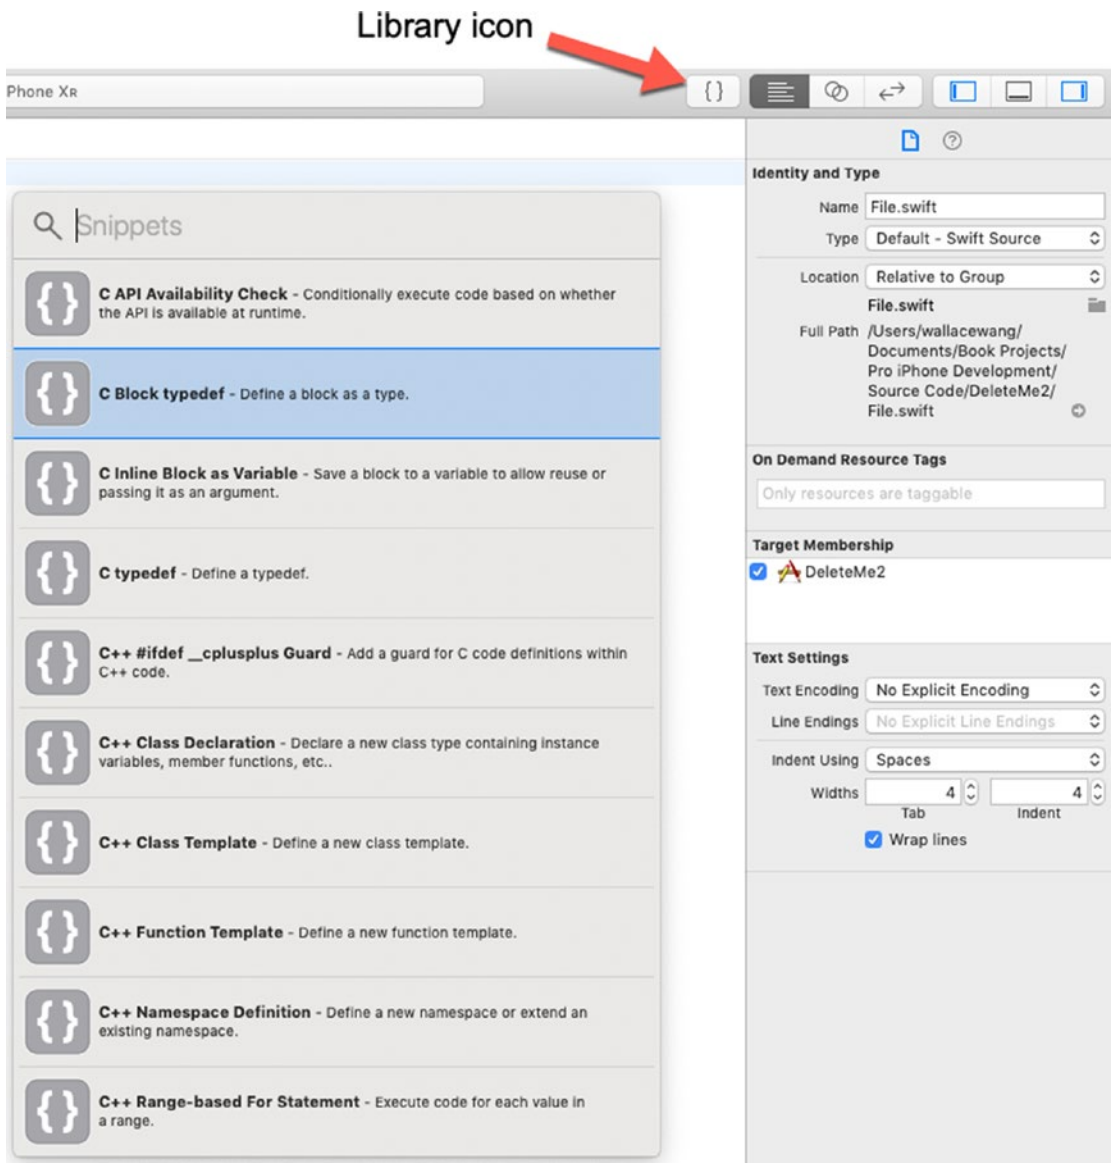 Library icon
Phone XR
{}
Snippets
C API Availability Check - Conditionally execute code based on whether
the API is available at runtime.
C Block typedef - Define a block as a type.
C Inline Block as Variable - Save a block to a variable to allow reuse or
passing it as an argument.
C typedef - Define a typedef.
C++ #ifdef __cplusplus Guard - Add a guard for C code definitions within
C++ code.
C++ Class Declaration - Declare a new class type containing instance
variables, member functions, etc..
C++ Class Template - Define a new class template.
C++ Function Template - Define a new function template.
C++ Namespace Definition - Define a new namespace or extend an
existing namespace.
C++ Range-based For Statement - Execute code for each value in
a range.
Identity and Type
Name File.swift
Type Default - Swift Source
Location Relative to Group
File.swift
Full Path /Users/wallacewang/
Documents/Book Projects/
Pro iPhone Development/
Source Code/DeleteMe2/
File.swift
On Demand Resource Tags
Only resources are taggable
Target Membership
DeleteMe2
Text Settings
Text Encoding No Explicit Encoding
Line Endings No Explicit Line Endings
Indent Using Spaces
Widths 4 4
Tab Indent
Wrap lines